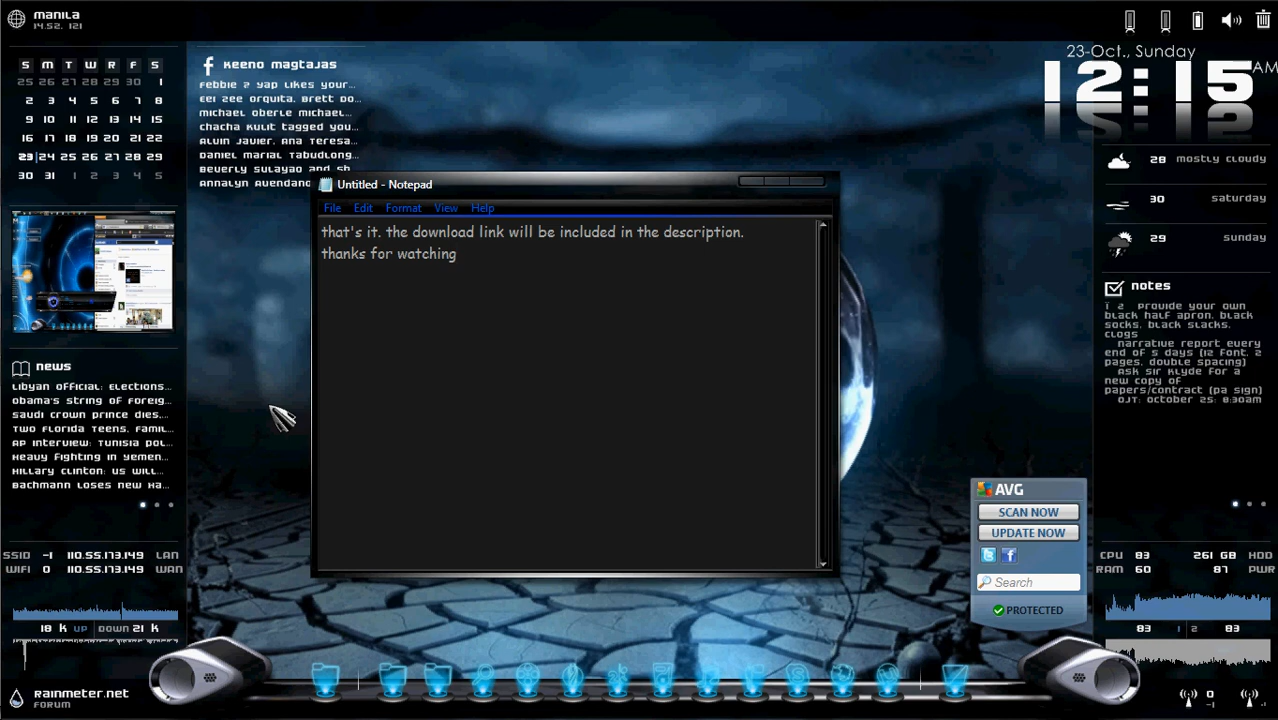 manila
14.52. 121
S M T W R F S
25 26 27 28 29 30 1
2 3 4 5 6 7 8
9 10 11 12 13 14 15
16 17 18 19 20 21 22
23 24 25 26 27 28 29
30 31 1 2 3 4 5
keeno magtajas
Febbie 2 yap likes your...
Eei Zee Orquita, Brett Do...
Michael Oberle Michael...
Chacha Kulit tagged you...
Alvin Javier, Ana Teresa...
Daniel Marial Tabudlong...
Beverly Sulayao and sh...
Annalyn Avendano
23-Oct., Sunday
12:15
AM
28 mostly cloudy
30 saturday
29 sunday
Untitled - Notepad
File Edit Format View Help
that's it. the download link will be included in the description.
thanks for watching
notes
1 2 provide your own
black half apron, black
socks, black slacks,
clogs
narrative report every
end of 5 days (12 font, 2
pages, double spacing)
Ask sir Klyde for a
new copy of
papers/contract (pa sign)
OJT: October 25: 8:30am
news
Libyan official: Elections...
Obama's string of foreig...
Saudi crown prince dies,...
Two Florida teens, famil...
AP Interview: Tunisia pol...
Heavy fighting in Yemen...
Hillary Clinton: US will...
Bachmann loses new Ha...
AVG
SCAN NOW
UPDATE NOW
Search
PROTECTED
SSID -1 110.55.173.149 LAN
WIFI 0 110.55.173.149 WAN
18 k UP DOWN 21 k
CPU 83 261 GB HDD
RAM 60 87 PWR
83 1 2 83
rainmeter.net
FORUM
0
-1